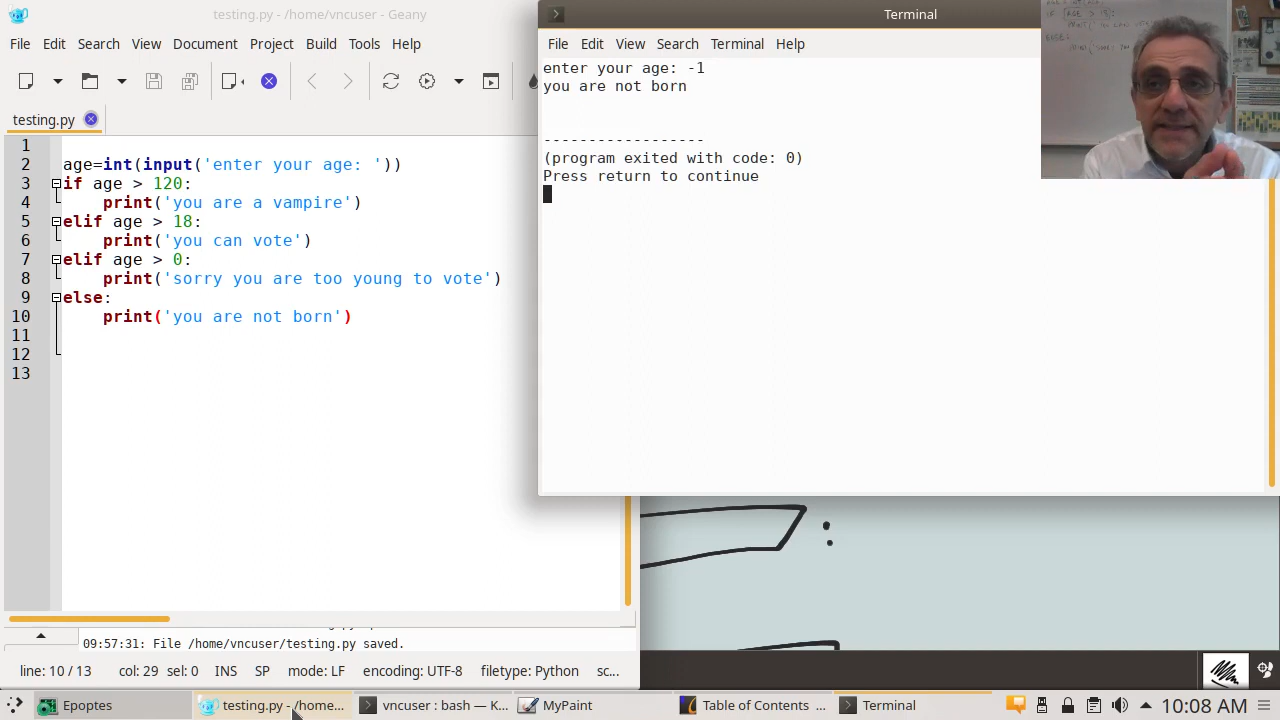 testing.py - /home/vncuser - Geany
File Edit Search View Document Project Build Tools Help
testing.py
1
2 age=int(input('enter your age: '))
3 if age > 120:
4 print('you are a vampire')
5 elif age > 18:
6 print('you can vote')
7 elif age > 0:
8 print('sorry you are too young to vote')
9 else:
10 print('you are not born')
11
12
13
09:57:31: File /home/vncuser/testing.py saved.
line: 10 / 13 col: 29 sel: 0 INS SP mode: LF encoding: UTF-8 filetype: Python sc...
Terminal
File Edit View Search Terminal Help
enter your age: -1
you are not born
------------------
(program exited with code: 0)
Press return to continue
:
Epoptes testing.py - /home... vncuser : bash — K... MyPaint Table of Contents ... Terminal 10:08 AM